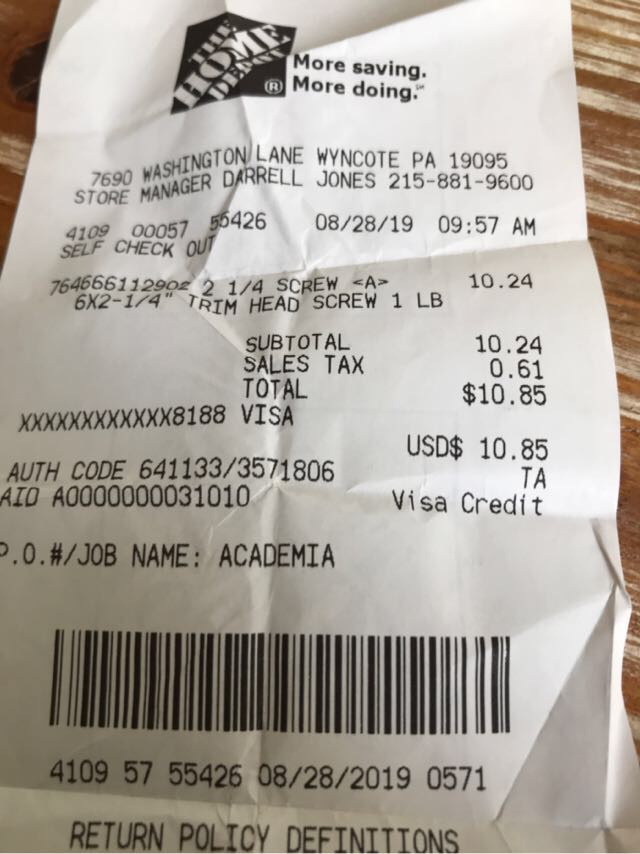 THE
HOME
DEPOT
®
More saving.
More doing.℠
7690 WASHINGTON LANE WYNCOTE PA 19095
STORE MANAGER DARRELL JONES 215-881-9600
4109 00057 55426 08/28/19 09:57 AM
SELF CHECK OUT
764666112902 2 1/4 SCREW <A> 10.24
6X2-1/4" TRIM HEAD SCREW 1 LB
SUBTOTAL 10.24
SALES TAX 0.61
TOTAL $10.85
XXXXXXXXXXXX8188 VISA
USD$ 10.85
AUTH CODE 641133/3571806 TA
AID A0000000031010 Visa Credit
P.O.#/JOB NAME: ACADEMIA
4109 57 55426 08/28/2019 0571
RETURN POLICY DEFINITIONS